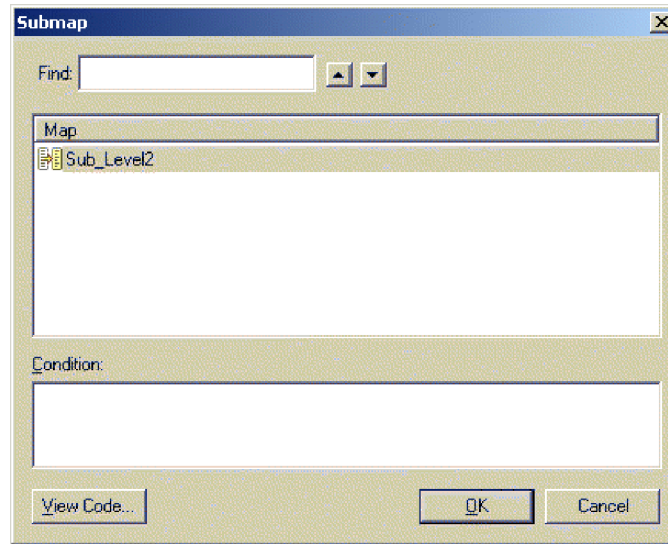 Submap
Find:
Map
Sub_Level2
Condition:
View Code... OK Cancel